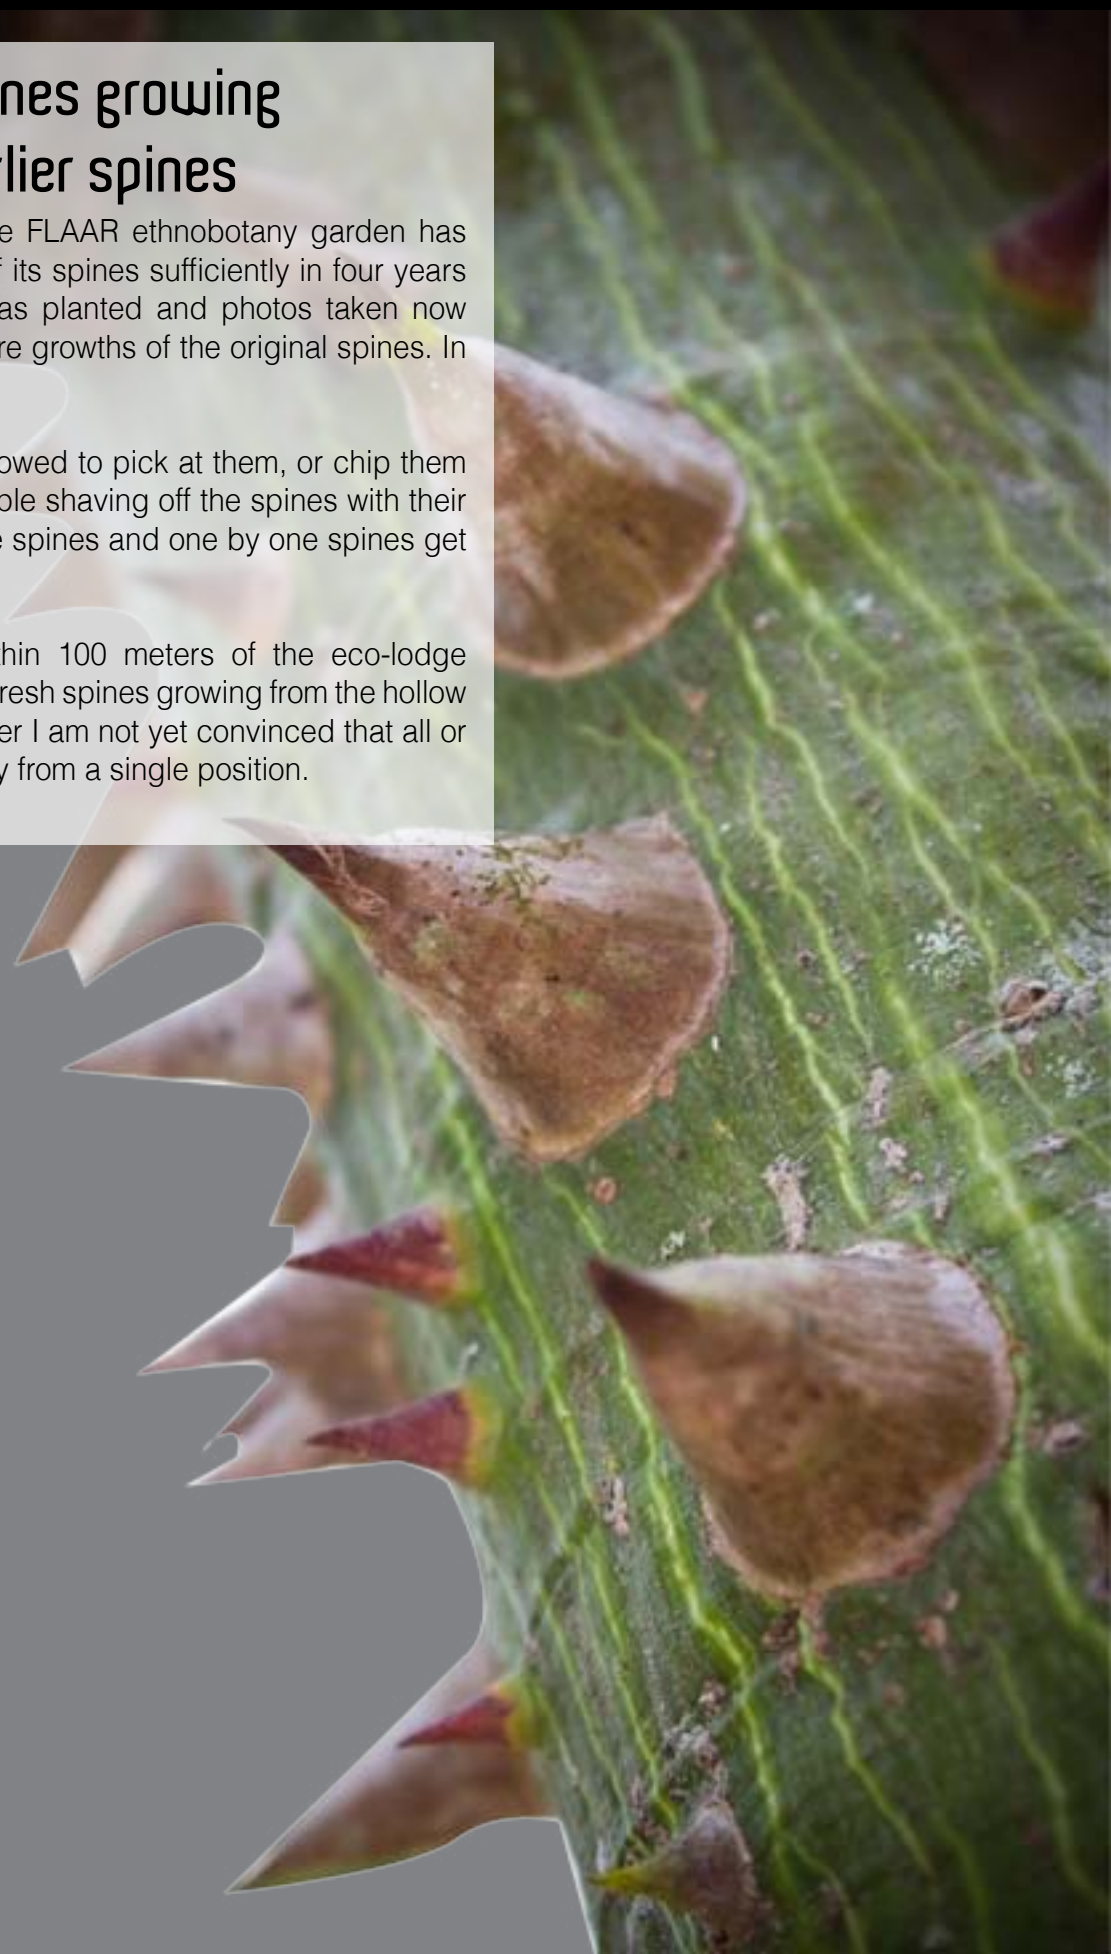 nes growing
lier spines
e FLAAR ethnobotany garden has
f its spines sufficiently in four years
as planted and photos taken now
re growths of the original spines. In
owed to pick at them, or chip them
ple shaving off the spines with their
e spines and one by one spines get
thin 100 meters of the eco-lodge
resh spines growing from the hollow
er I am not yet convinced that all or
y from a single position.